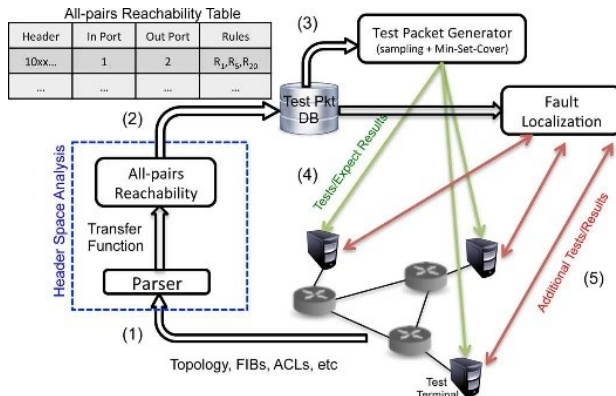 All-pairs Reachability Table
Header In Port Out Port Rules
10xx... 1 2 R1,R5,R20
... ... ... ...
(3)
Test Packet Generator
(sampling + Min-Set-Cover)
(2)
Test Pkt
DB
Fault
Localization
All-pairs
Reachability
(4)
Tests/Expect Results
Header Space Analysis
Transfer
Function
Parser
Additional Tests/Results
(5)
(1)
Topology, FIBs, ACLs, etc
Test
Terminal